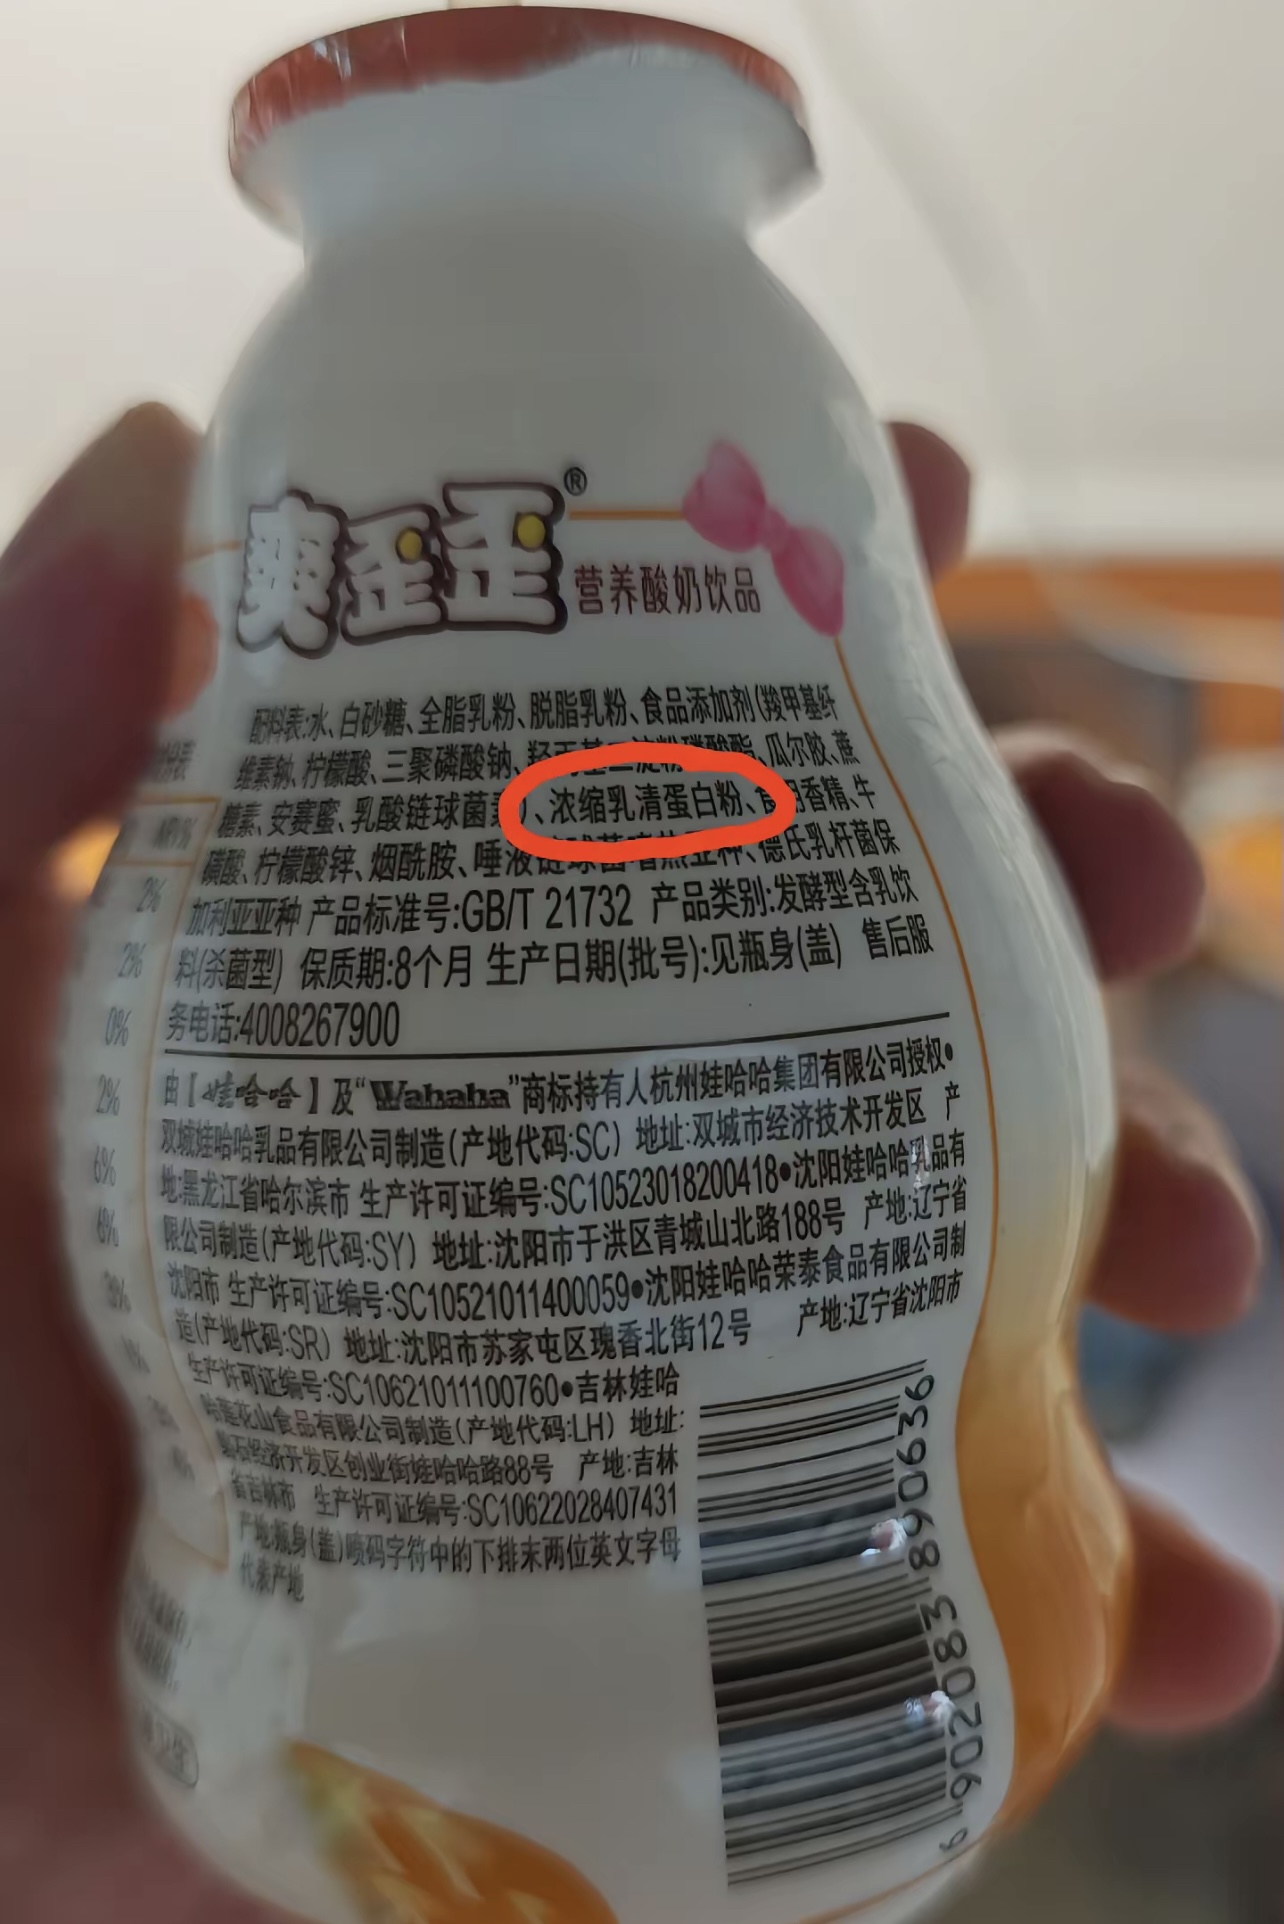 爽歪歪®
营养酸奶饮品
配料表:水、白砂糖、全脂乳粉、脱脂乳粉、食品添加剂(羧甲基纤
维素钠、柠檬酸、三聚磷酸钠、羟丙基二淀粉磷酸酯、瓜尔胶、蔗
糖素、安赛蜜、乳酸链球菌素)、浓缩乳清蛋白粉、食用香精、牛
磺酸、柠檬酸锌、烟酰胺、唾液链球菌嗜热亚种、德氏乳杆菌保
加利亚亚种 产品标准号:GB/T 21732 产品类别:发酵型含乳饮
料(杀菌型) 保质期:8个月 生产日期(批号):见瓶身(盖) 售后服
务电话:4008267900
由【娃哈哈】及“Wahaha”商标持有人杭州娃哈哈集团有限公司授权•
双城娃哈哈乳品有限公司制造(产地代码:SC) 地址:双城市经济技术开发区 产
地:黑龙江省哈尔滨市 生产许可证编号:SC10523018200418•沈阳娃哈哈乳品有
限公司制造(产地代码:SY) 地址:沈阳市于洪区青城山北路188号 产地:辽宁省
沈阳市 生产许可证编号:SC10521011400059•沈阳娃哈哈荣泰食品有限公司制
造(产地代码:SR) 地址:沈阳市苏家屯区瑰香北街12号 产地:辽宁省沈阳市
生产许可证编号:SC10621011100760•吉林娃哈
哈莲花山食品有限公司制造(产地代码:LH) 地址:
石经济开发区创业街娃哈哈路88号 产地:吉林
省吉林市 生产许可证编号:SC10622028407431
产地:瓶身(盖)喷码字符中的下排末两位英文字母
代表产地
6 902083 890636
NRV%
2%
2%
0%
2%
6%
6%